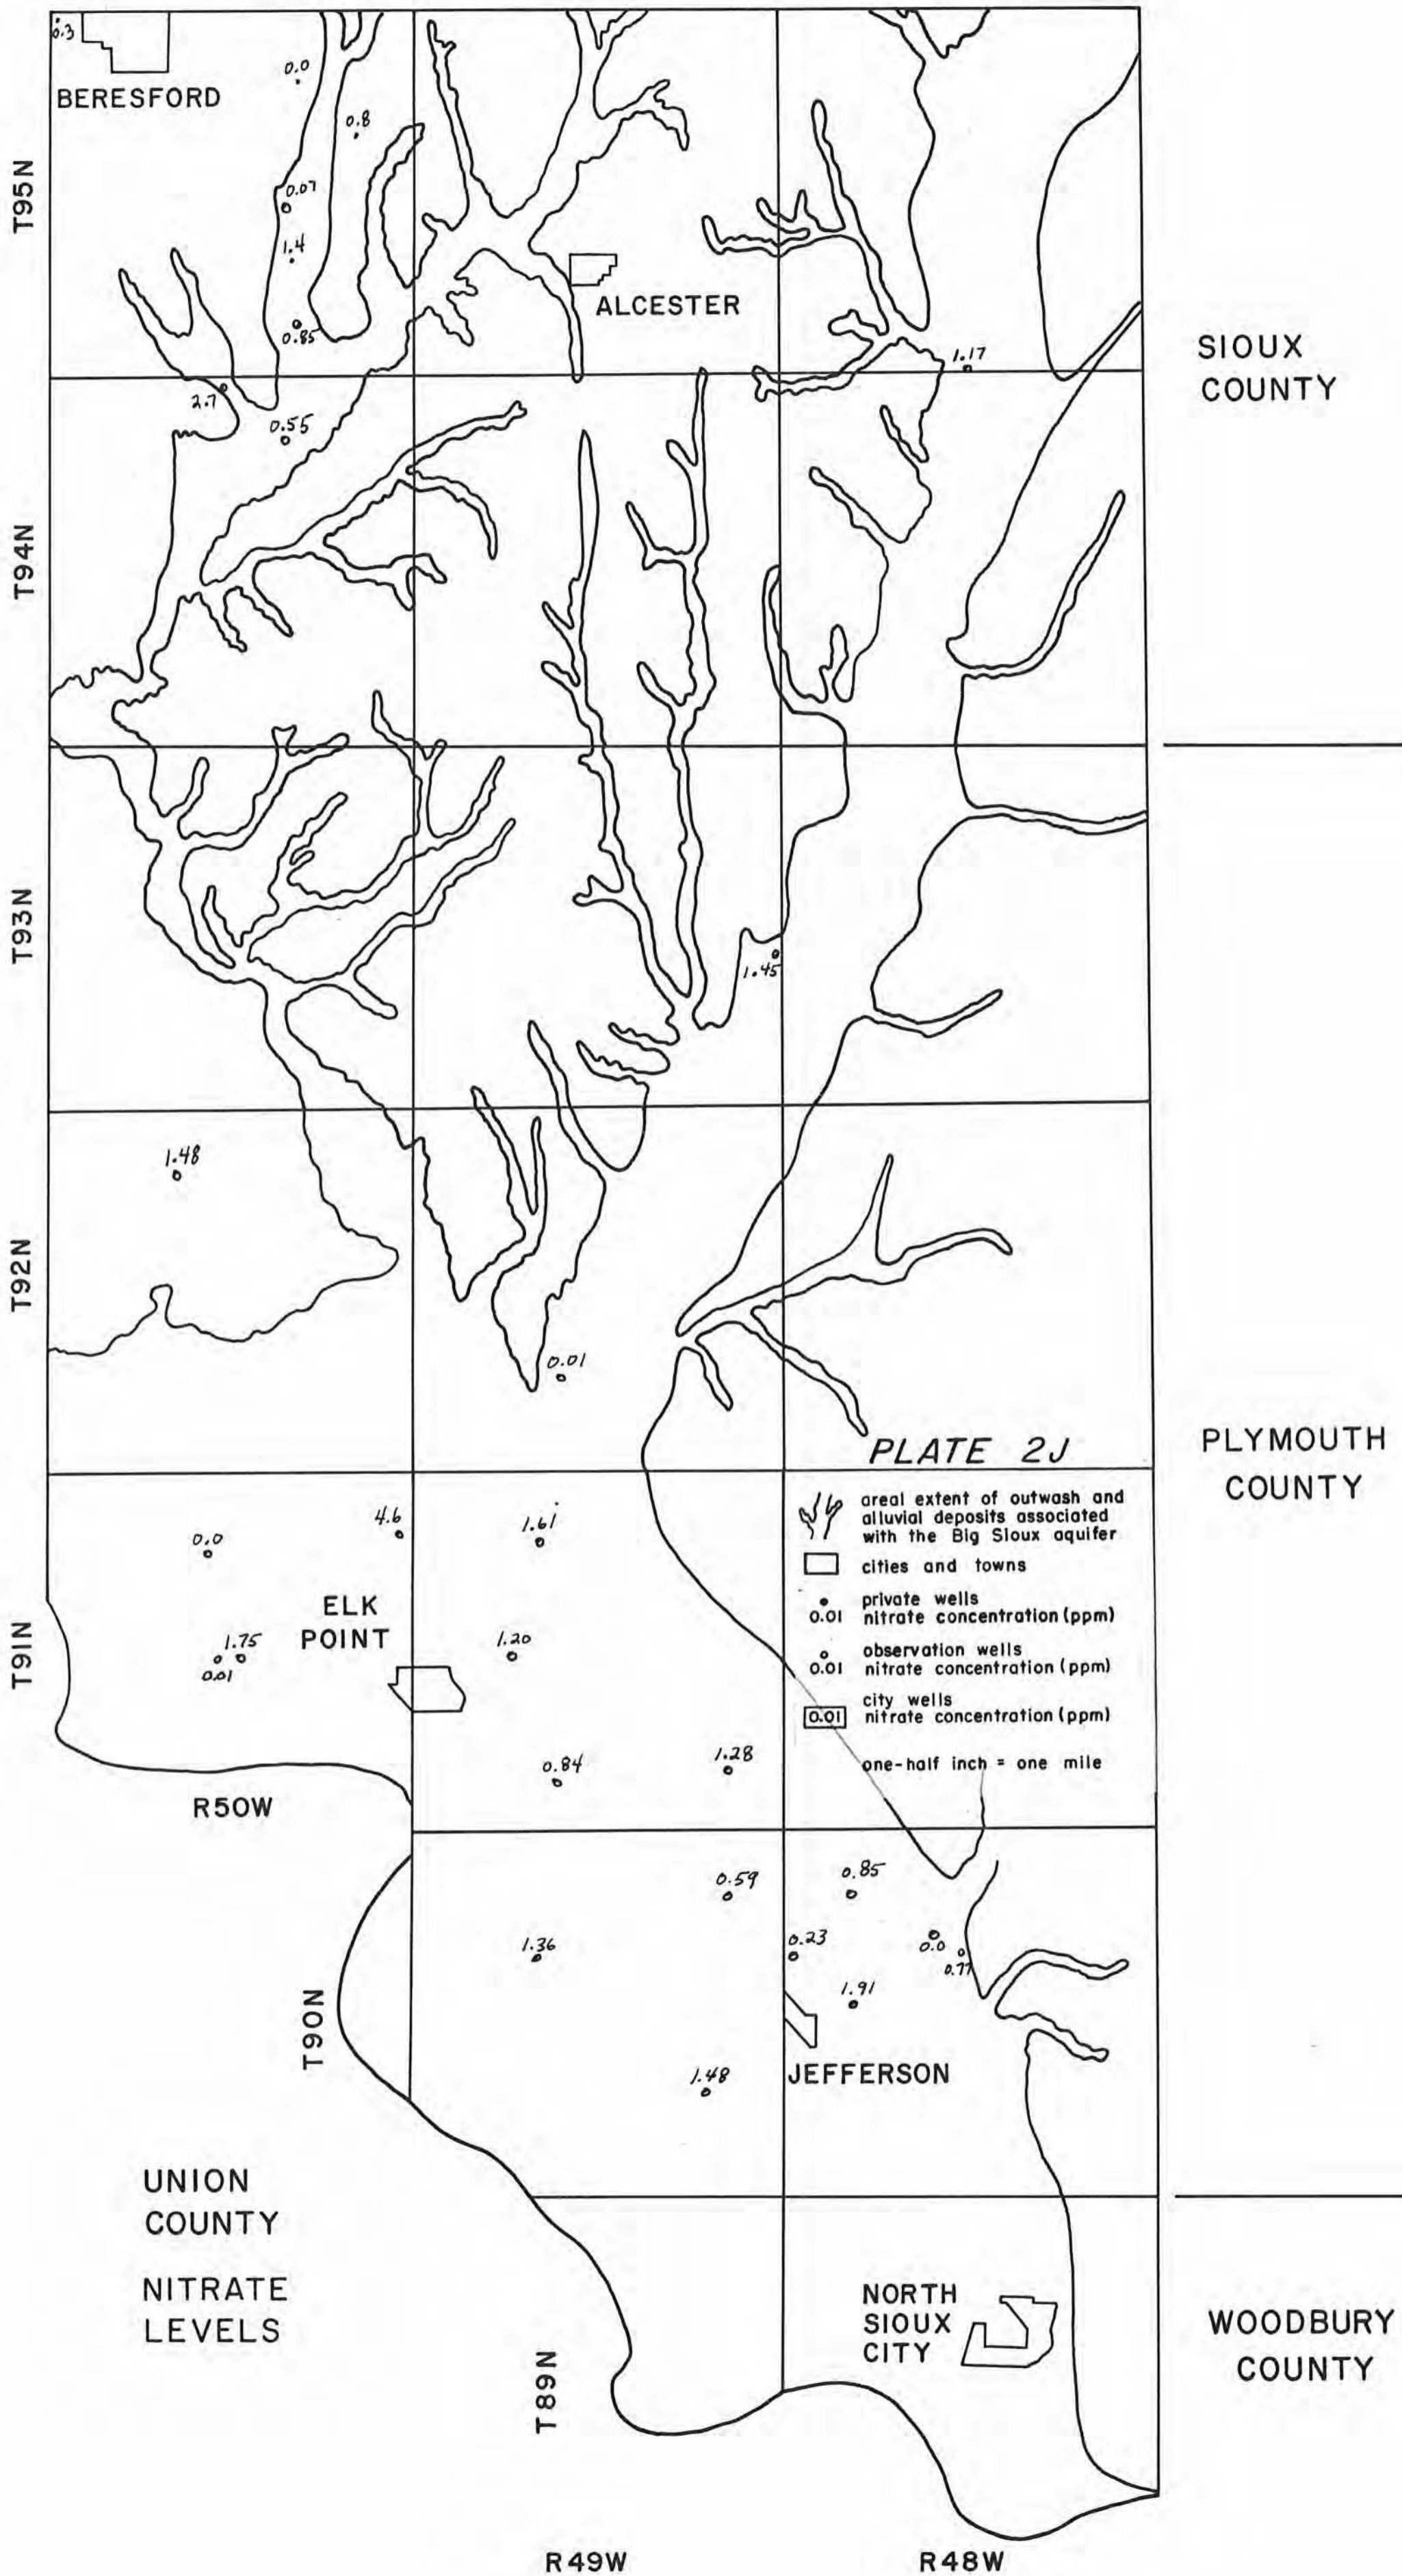 0.3
BERESFORD
0.0
0.8
T95N
0.07
1.4
ALCESTER
0.85
1.17
SIOUX
COUNTY
2.7
0.55
T94N
T93N
1.45
1.48
T92N
0.01
PLATE 2J
PLYMOUTH
COUNTY
areal extent of outwash and
alluvial deposits associated
with the Big Sioux aquifer
cities and towns
private wells
0.01 nitrate concentration (ppm)
observation wells
0.01 nitrate concentration (ppm)
city wells
0.01 nitrate concentration (ppm)
one-half inch = one mile
4.6
1.61
0.0
ELK
POINT
T91N
1.75
0.01
1.20
0.84
1.28
R50W
0.59
0.85
1.36
0.23
0.0
0.77
1.91
T90N
1.48
JEFFERSON
UNION
COUNTY
NITRATE
LEVELS
NORTH
SIOUX
CITY
WOODBURY
COUNTY
T89N
R49W
R48W